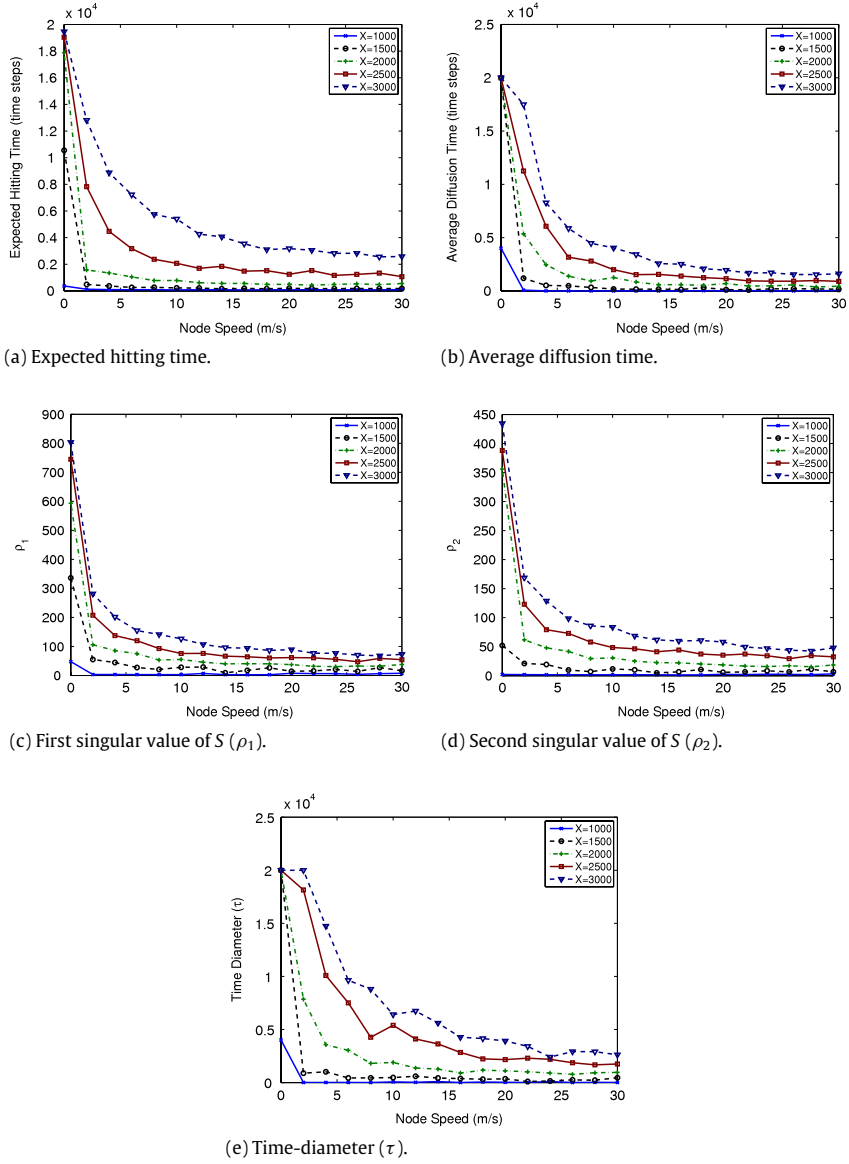 x 10⁴
2
1.8
1.6
1.4
1.2
1
0.8
0.6
0.4
0.2
0
0 5 10 15 20 25 30
Expected Hitting Time (time steps)
Node Speed (m/s)
X=1000
X=1500
X=2000
X=2500
X=3000
(a) Expected hitting time.
x 10⁴
2.5
2
1.5
1
0.5
0
0 5 10 15 20 25 30
Average Diffusion Time (time steps)
Node Speed (m/s)
X=1000
X=1500
X=2000
X=2500
X=3000
(b) Average diffusion time.
900
800
700
600
500
400
300
200
100
0
0 5 10 15 20 25 30
ρ₁
Node Speed (m/s)
X=1000
X=1500
X=2000
X=2500
X=3000
(c) First singular value of S (ρ₁).
450
400
350
300
250
200
150
100
50
0
0 5 10 15 20 25 30
ρ₂
Node Speed (m/s)
X=1000
X=1500
X=2000
X=2500
X=3000
(d) Second singular value of S (ρ₂).
x 10⁴
2.5
2
1.5
1
0.5
0
0 5 10 15 20 25 30
Time Diameter (τ)
Node Speed (m/s)
X=1000
X=1500
X=2000
X=2500
X=3000
(e) Time-diameter (τ).